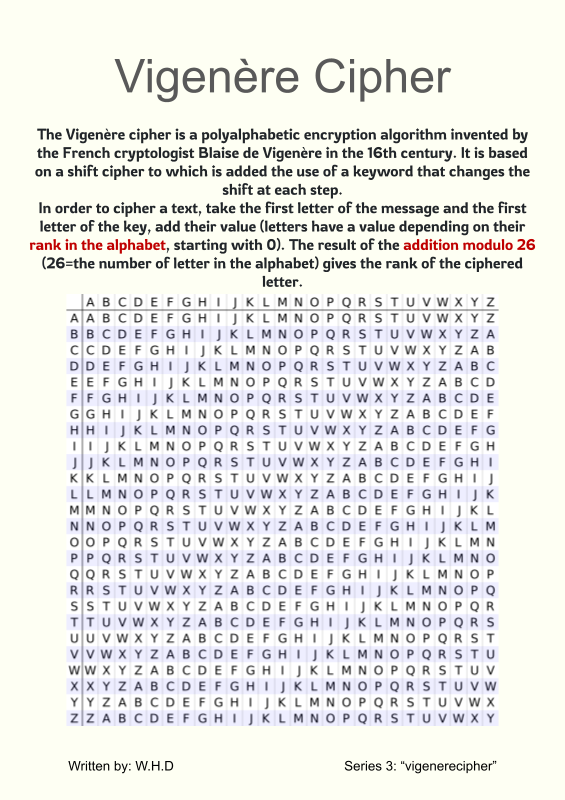 Vigenère Cipher
The Vigenère cipher is a polyalphabetic encryption algorithm invented by
the French cryptologist Blaise de Vigenère in the 16th century. It is based
on a shift cipher to which is added the use of a keyword that changes the
shift at each step.
In order to cipher a text, take the first letter of the message and the first
letter of the key, add their value (letters have a value depending on their
rank in the alphabet, starting with 0). The result of the addition modulo 26
(26=the number of letter in the alphabet) gives the rank of the ciphered
letter.
A B C D E F G H I J K L M N O P Q R S T U V W X Y Z
A A B C D E F G H I J K L M N O P Q R S T U V W X Y Z
B B C D E F G H I J K L M N O P Q R S T U V W X Y Z A
C C D E F G H I J K L M N O P Q R S T U V W X Y Z A B
D D E F G H I J K L M N O P Q R S T U V W X Y Z A B C
E E F G H I J K L M N O P Q R S T U V W X Y Z A B C D
F F G H I J K L M N O P Q R S T U V W X Y Z A B C D E
G G H I J K L M N O P Q R S T U V W X Y Z A B C D E F
H H I J K L M N O P Q R S T U V W X Y Z A B C D E F G
I I J K L M N O P Q R S T U V W X Y Z A B C D E F G H
J J K L M N O P Q R S T U V W X Y Z A B C D E F G H I
K K L M N O P Q R S T U V W X Y Z A B C D E F G H I J
L L M N O P Q R S T U V W X Y Z A B C D E F G H I J K
M M N O P Q R S T U V W X Y Z A B C D E F G H I J K L
N N O P Q R S T U V W X Y Z A B C D E F G H I J K L M
O O P Q R S T U V W X Y Z A B C D E F G H I J K L M N
P P Q R S T U V W X Y Z A B C D E F G H I J K L M N O
Q Q R S T U V W X Y Z A B C D E F G H I J K L M N O P
R R S T U V W X Y Z A B C D E F G H I J K L M N O P Q
S S T U V W X Y Z A B C D E F G H I J K L M N O P Q R
T T U V W X Y Z A B C D E F G H I J K L M N O P Q R S
U U V W X Y Z A B C D E F G H I J K L M N O P Q R S T
V V W X Y Z A B C D E F G H I J K L M N O P Q R S T U
W W X Y Z A B C D E F G H I J K L M N O P Q R S T U V
X X Y Z A B C D E F G H I J K L M N O P Q R S T U V W
Y Y Z A B C D E F G H I J K L M N O P Q R S T U V W X
Z Z A B C D E F G H I J K L M N O P Q R S T U V W X Y
Written by: W.H.D Series 3: “vigenerecipher”